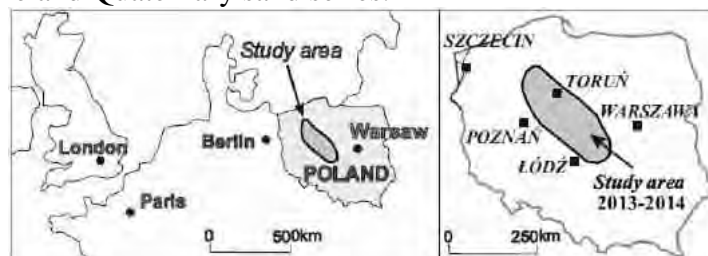 Study area
London
Berlin
Warsaw
POLAND
Paris
0 500km
SZCZECIN
TORUŃ
WARSZAWA
POZNAŃ
ŁÓDŹ
Study area
2013-2014
0 250km